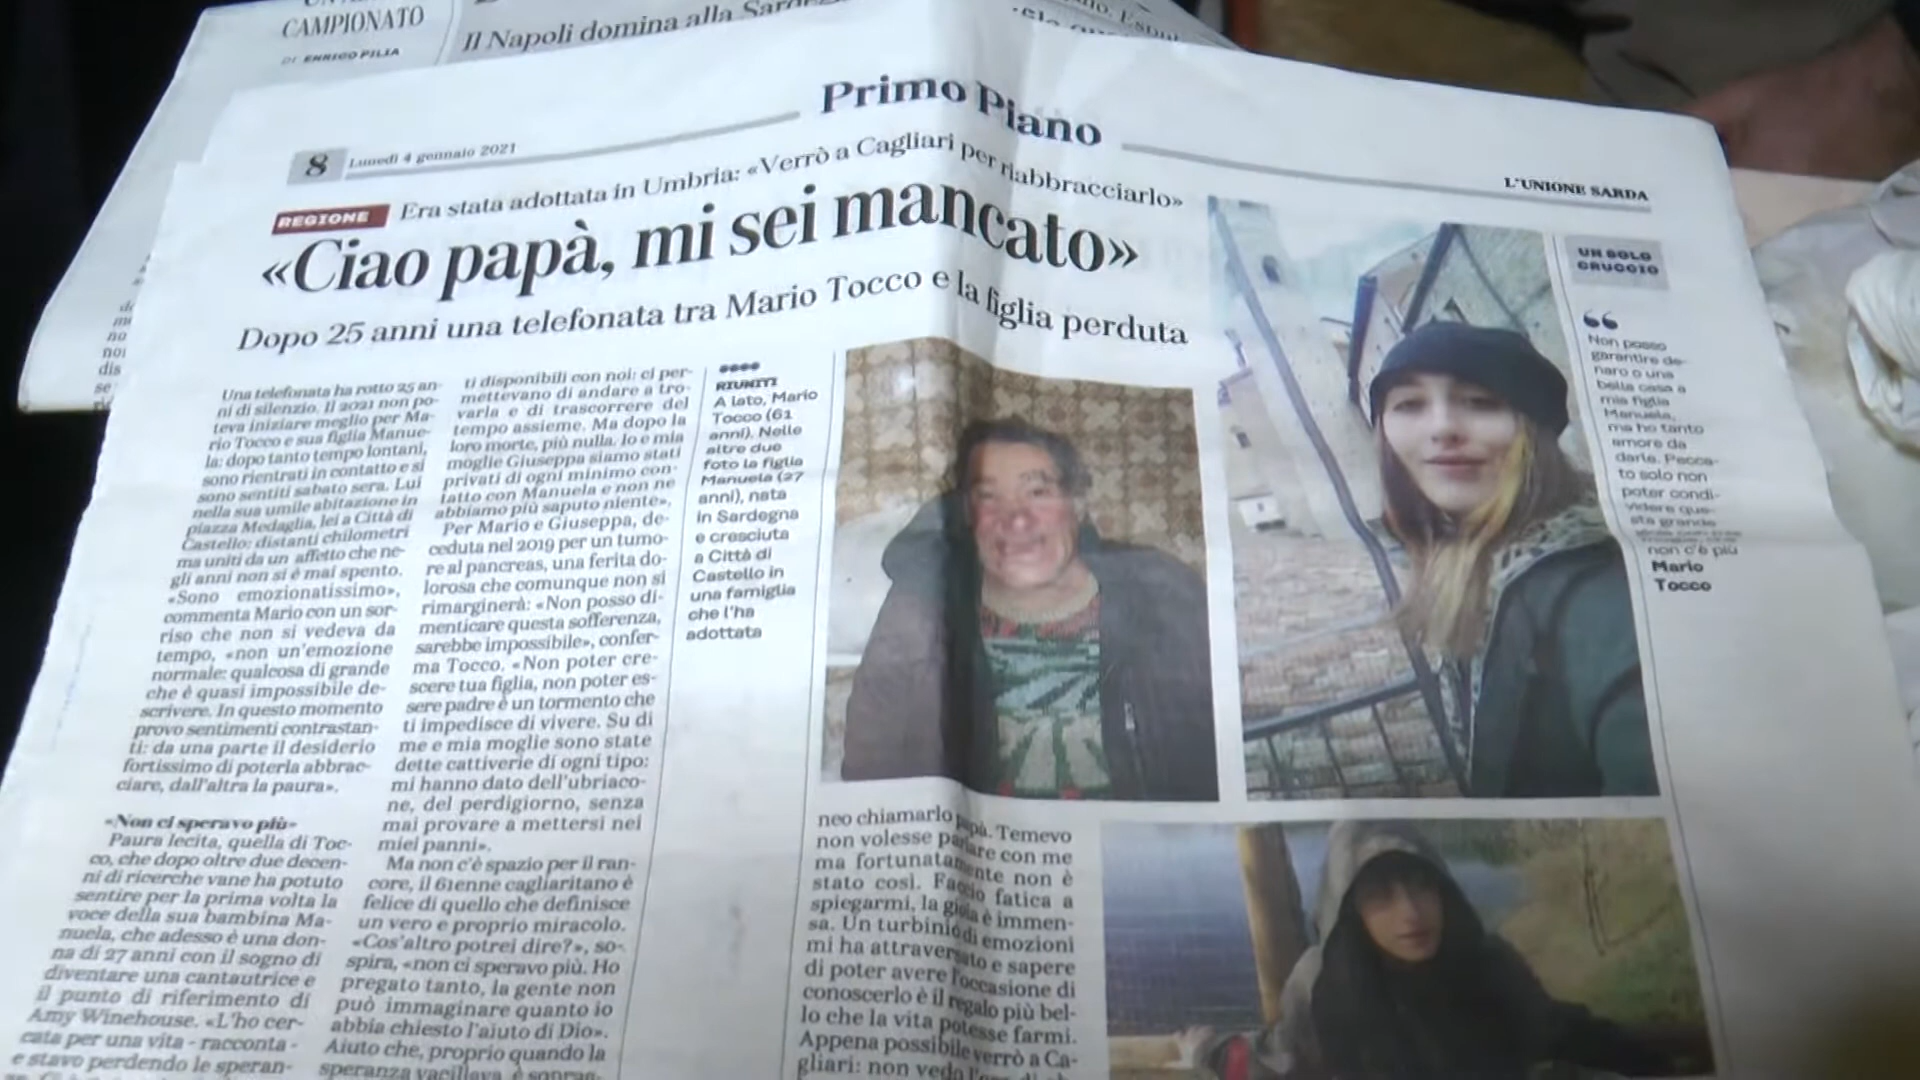 CAMPIONATO
DI ENRICO PILIA
Il Napoli domina alla
Primo Piano
8
Lunedì 4 gennaio 2021
L'UNIONE SARDA
REGIONE
Era stata adottata in Umbria: «Verrò a Cagliari per riabbracciarlo»
«Ciao papà, mi sei mancato»
Dopo 25 anni una telefonata tra Mario Tocco e la figlia perduta
Una telefonata ha rotto 25 an-
ni di silenzio. Il 2021 non po-
teva iniziare meglio per Ma-
rio Tocco e sua figlia Manue-
la: dopo tanto tempo lontani,
sono rientrati in contatto e si
sono sentiti sabato sera. Lui
nella sua umile abitazione in
piazza Medaglia, lei a Città di
Castello: distanti chilometri
ma uniti da un affetto che ne-
gli anni non si è mai spento.
«Sono emozionatissimo»,
commenta Mario con un sor-
riso che non si vedeva da
tempo, «non un'emozione
normale: qualcosa di grande
che è quasi impossibile de-
scrivere. In questo momento
provo sentimenti contrastan-
ti: da una parte il desiderio
fortissimo di poterla abbrac-
ciare, dall'altra la paura».
«Non ci speravo più»
Paura lecita, quella di Toc-
co, che dopo oltre due decen-
ni di ricerche vane ha potuto
sentire per la prima volta la
voce della sua bambina Ma-
nuela, che adesso è una don-
na di 27 anni con il sogno di
diventare una cantautrice e
il punto di riferimento di
Amy Winehouse. «L'ho cer-
cata per una vita - racconta -
e stavo perdendo le speran-
ti disponibili con noi: ci per-
mettevano di andare a tro-
varla e di trascorrere del
tempo assieme. Ma dopo la
loro morte, più nulla. Io e mia
moglie Giuseppa siamo stati
privati di ogni minimo con-
tatto con Manuela e non ne
abbiamo più saputo niente».
Per Mario e Giuseppa, de-
ceduta nel 2019 per un tumo-
re al pancreas, una ferita do-
lorosa che comunque non si
rimarginerà: «Non posso di-
menticare questa sofferenza,
sarebbe impossibile», confer-
ma Tocco. «Non poter cre-
scere tua figlia, non poter es-
sere padre è un tormento che
ti impedisce di vivere. Su di
me e mia moglie sono state
dette cattiverie di ogni tipo:
mi hanno dato dell'ubriaco-
ne, del perdigiorno, senza
mai provare a mettersi nei
miei panni».
Ma non c'è spazio per il ran-
core, il 61enne cagliaritano è
felice di quello che definisce
un vero e proprio miracolo.
«Cos'altro potrei dire?», so-
spira, «non ci speravo più. Ho
pregato tanto, la gente non
può immaginare quanto io
abbia chiesto l'aiuto di Dio».
Aiuto che, proprio quando la
speranza vacillava, è
RIUNITI
A lato, Mario
Tocco (61
anni). Nelle
altre due
foto la figlia
Manuela (27
anni), nata
in Sardegna
e cresciuta
a Città di
Castello in
una famiglia
che l'ha
adottata
neo chiamarlo papà. Temevo
non volesse parlare con me
ma fortunatamente non è
stato così. Faccio fatica a
spiegarmi, la gioia è immen-
sa. Un turbinio di emozioni
mi ha attraversato e sapere
di poter avere l'occasione di
conoscerlo è il regalo più bel-
lo che la vita potesse farmi.
Appena possibile verrò a Ca-
gliari: non vedo
UN SOLO
CRUCCIO
“
Non posso
garantire de-
naro o una
bella casa a
mia figlia
Manuela,
ma ho tanto
amore da
darle. Pecca-
to solo non
poter condi-
videre que-
sta grande
non c'è più
Mario
Tocco